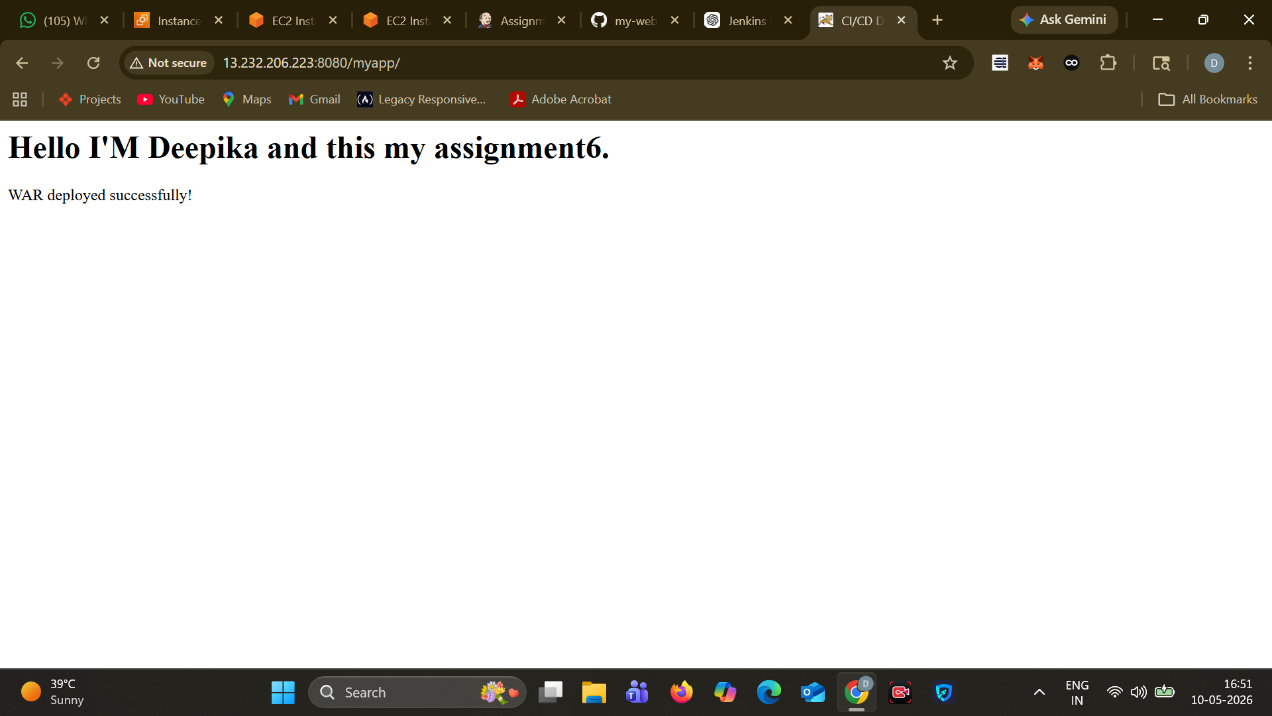 (105) W
Instance
EC2 Inst
EC2 Inst
Assignm
my-web
Jenkins
CI/CD D
Ask Gemini
Not secure
13.232.206.223:8080/myapp/
D
Projects
YouTube
Maps
Gmail
Legacy Responsive...
Adobe Acrobat
All Bookmarks
Hello I'M Deepika and this my assignment6.
WAR deployed successfully!
39°C
Sunny
Search
D
ENG
IN
16:51
10-05-2026